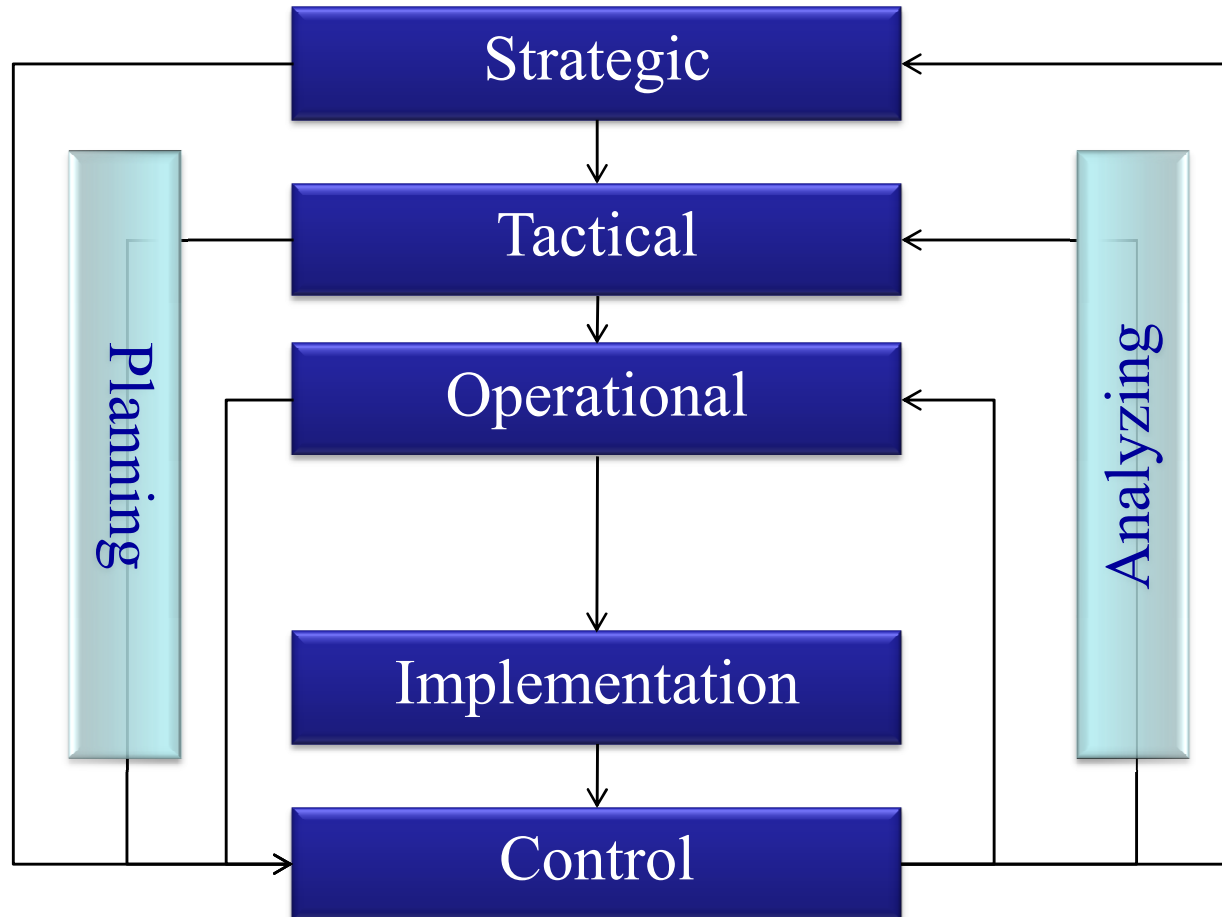 Strategic
Tactical
Planning
Operational
Analyzing
Implementation
Control